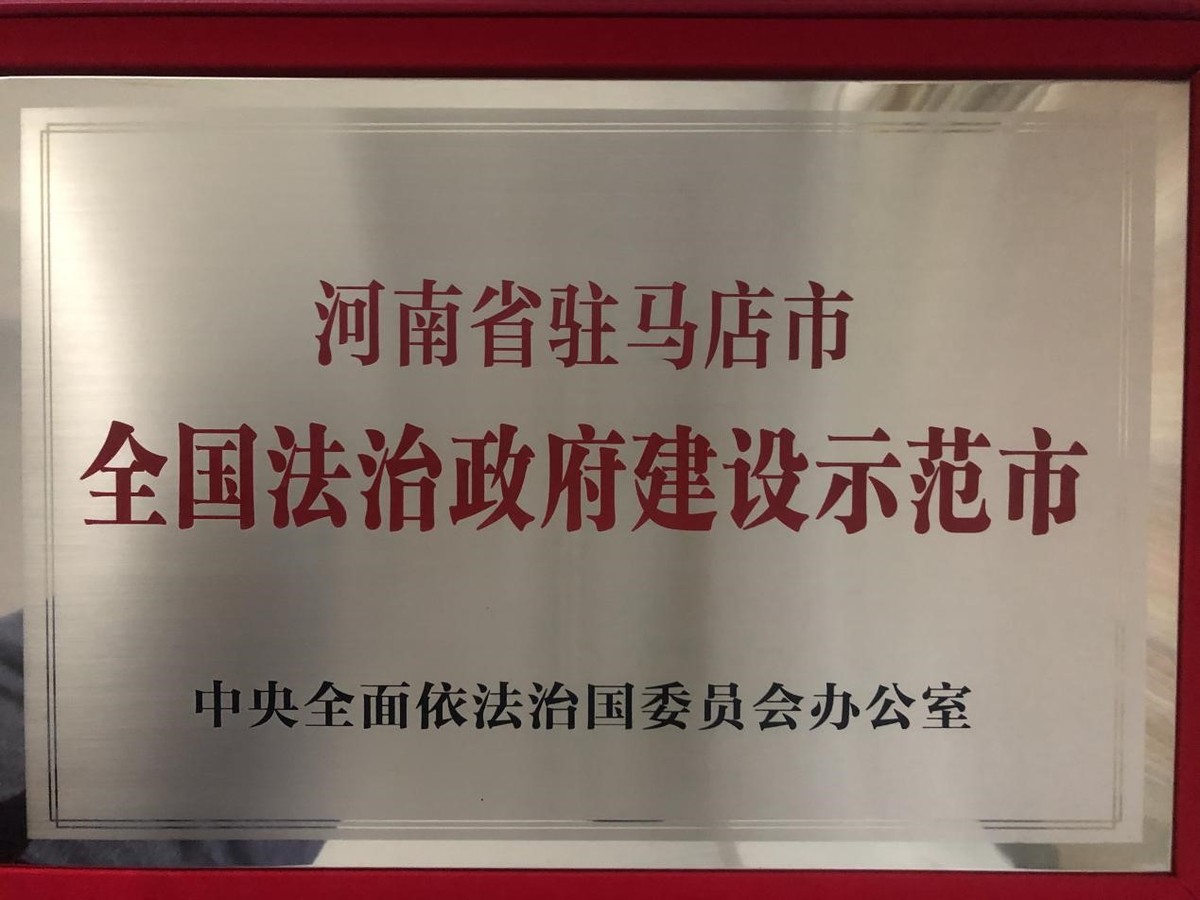 河南省驻马店市
全国法治政府建设示范市
中央全面依法治国委员会办公室